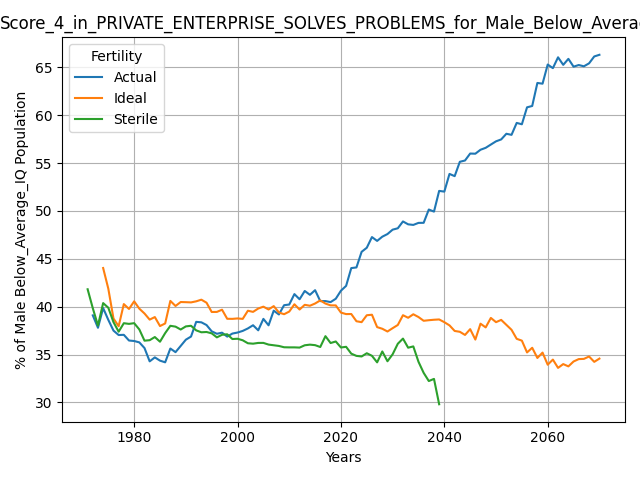 Score_4_in_PRIVATE_ENTERPRISE_SOLVES_PROBLEMS_for_Male_Below_Avera
Fertility
Actual
Ideal
Sterile
% of Male Below_Average_IQ Population
65
60
55
50
45
40
35
30
1980 2000 2020 2040 2060
Years